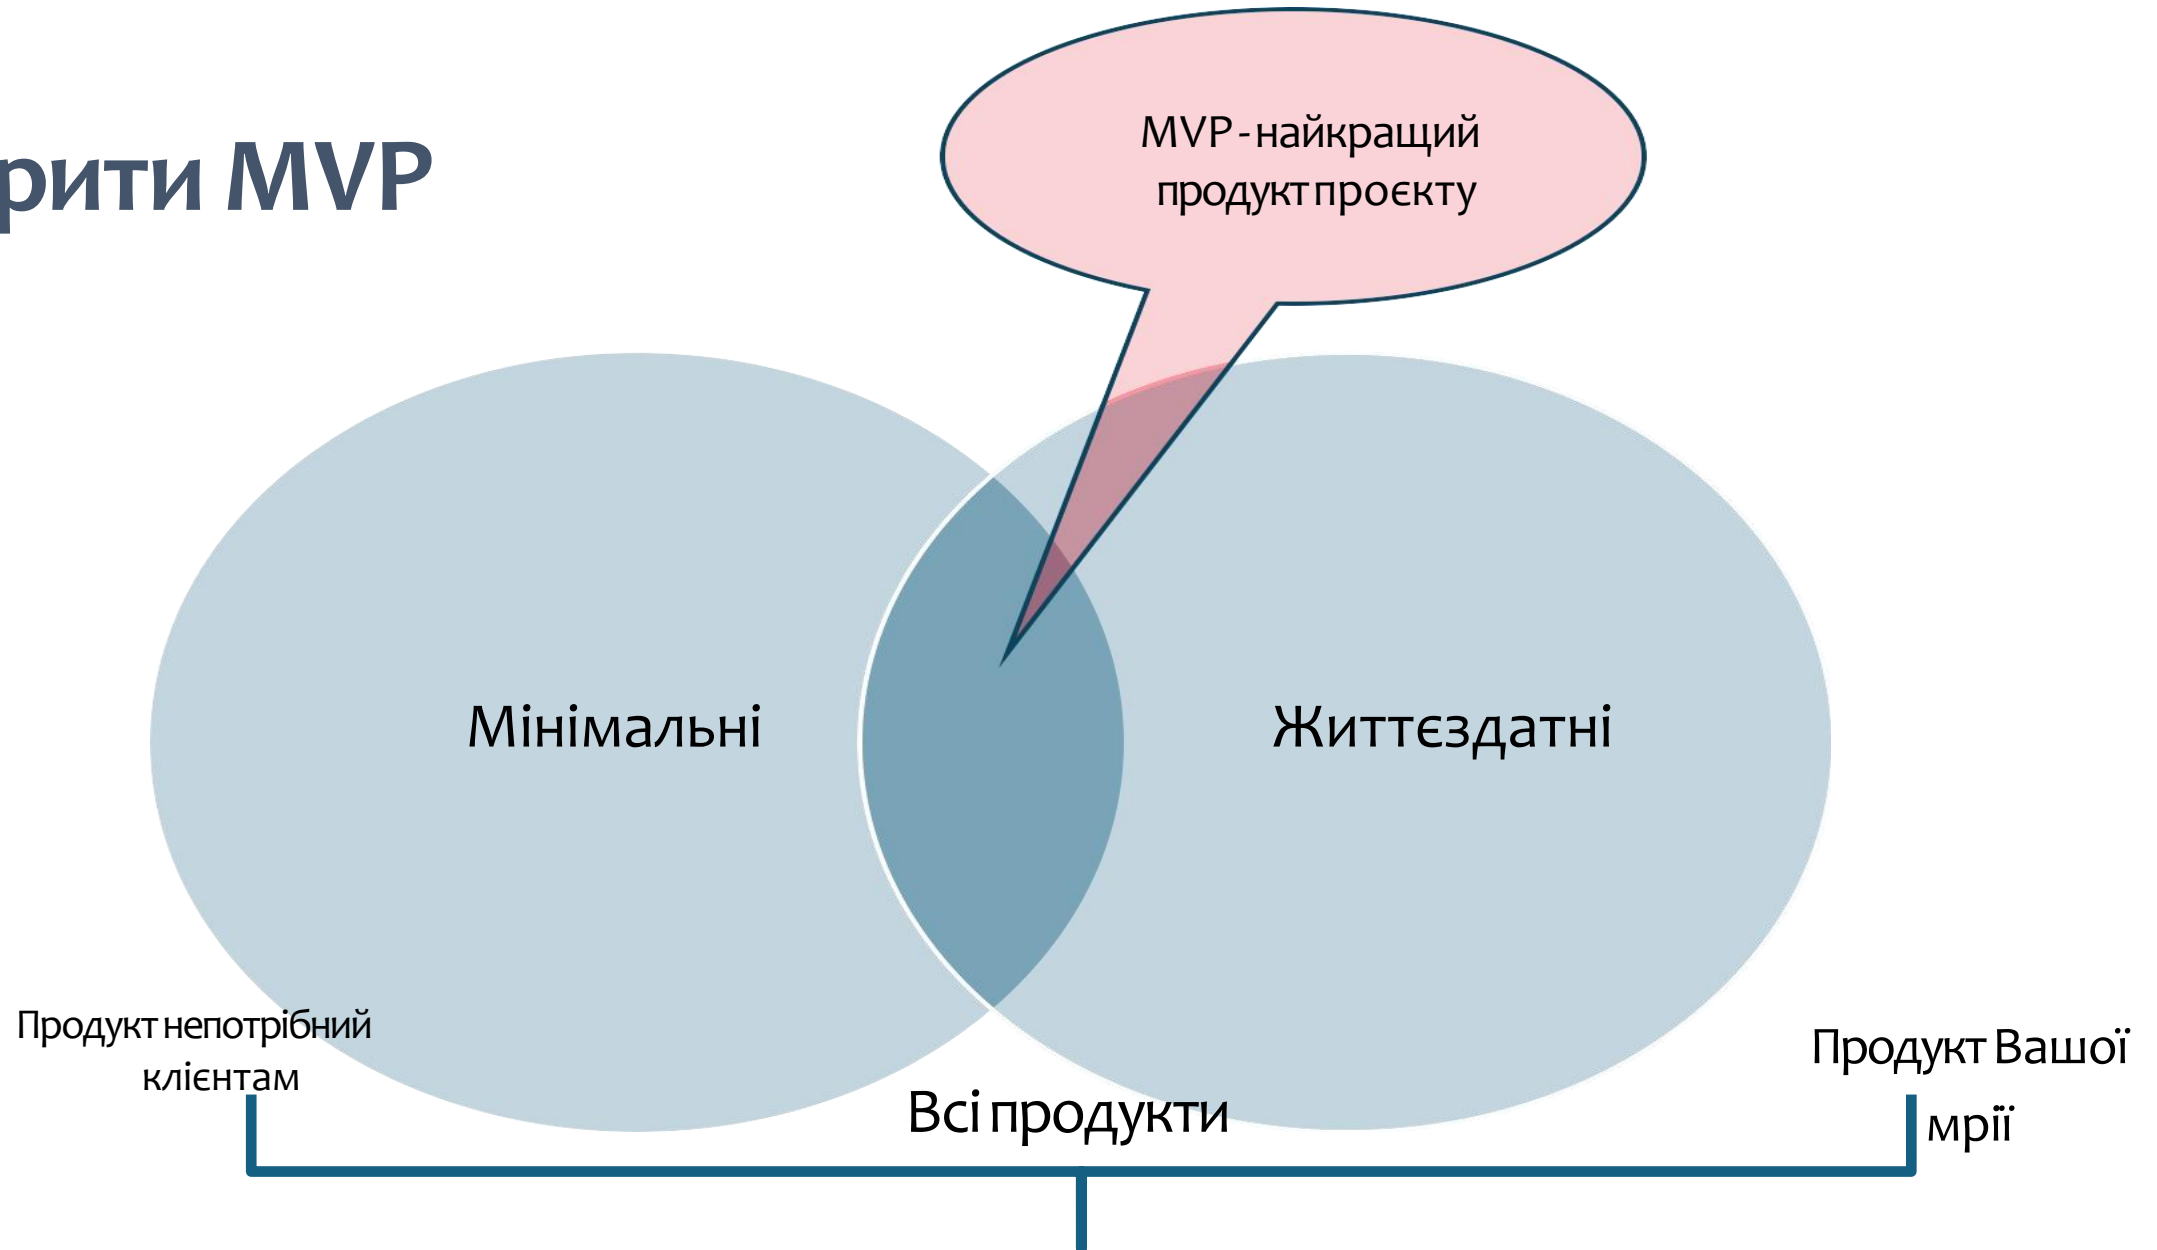 рити MVP
MVP - найкращий
продукт проєкту
Мінімальні
Життєздатні
Продукт непотрібний
клієнтам
Всі продукти
Продукт Вашої
мрії